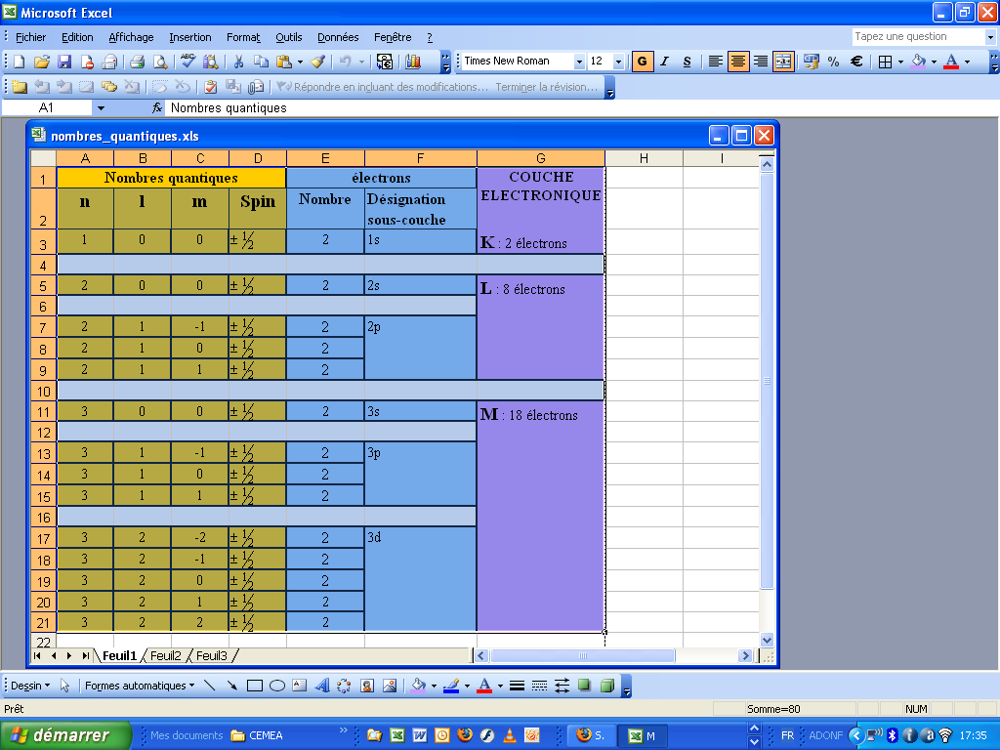 Microsoft Excel
Fichier Edition Affichage Insertion Format Outils Données Fenêtre ? Tapez une question
Times New Roman 12 G I S % €
Répondre en incluant des modifications... Terminer la révision...
A1 fx Nombres quantiques
nombres_quantiques.xls
A B C D E F G H I
1 Nombres quantiques électrons COUCHE
ELECTRONIQUE
2 n l m Spin Nombre Désignation
sous-couche
3 1 0 0 ± ½ 2 1s K : 2 électrons
4
5 2 0 0 ± ½ 2 2s L : 8 électrons
6
7 2 1 -1 ± ½ 2 2p
8 2 1 0 ± ½ 2
9 2 1 1 ± ½ 2
10
11 3 0 0 ± ½ 2 3s M : 18 électrons
12
13 3 1 -1 ± ½ 2 3p
14 3 1 0 ± ½ 2
15 3 1 1 ± ½ 2
16
17 3 2 -2 ± ½ 2 3d
18 3 2 -1 ± ½ 2
19 3 2 0 ± ½ 2
20 3 2 1 ± ½ 2
21 3 2 2 ± ½ 2
22
Feuil1 Feuil2 Feuil3
Dessin Formes automatiques
Prêt Somme=80 NUM
démarrer Mes documents CEMEA » S. M FR ADONF 17:35